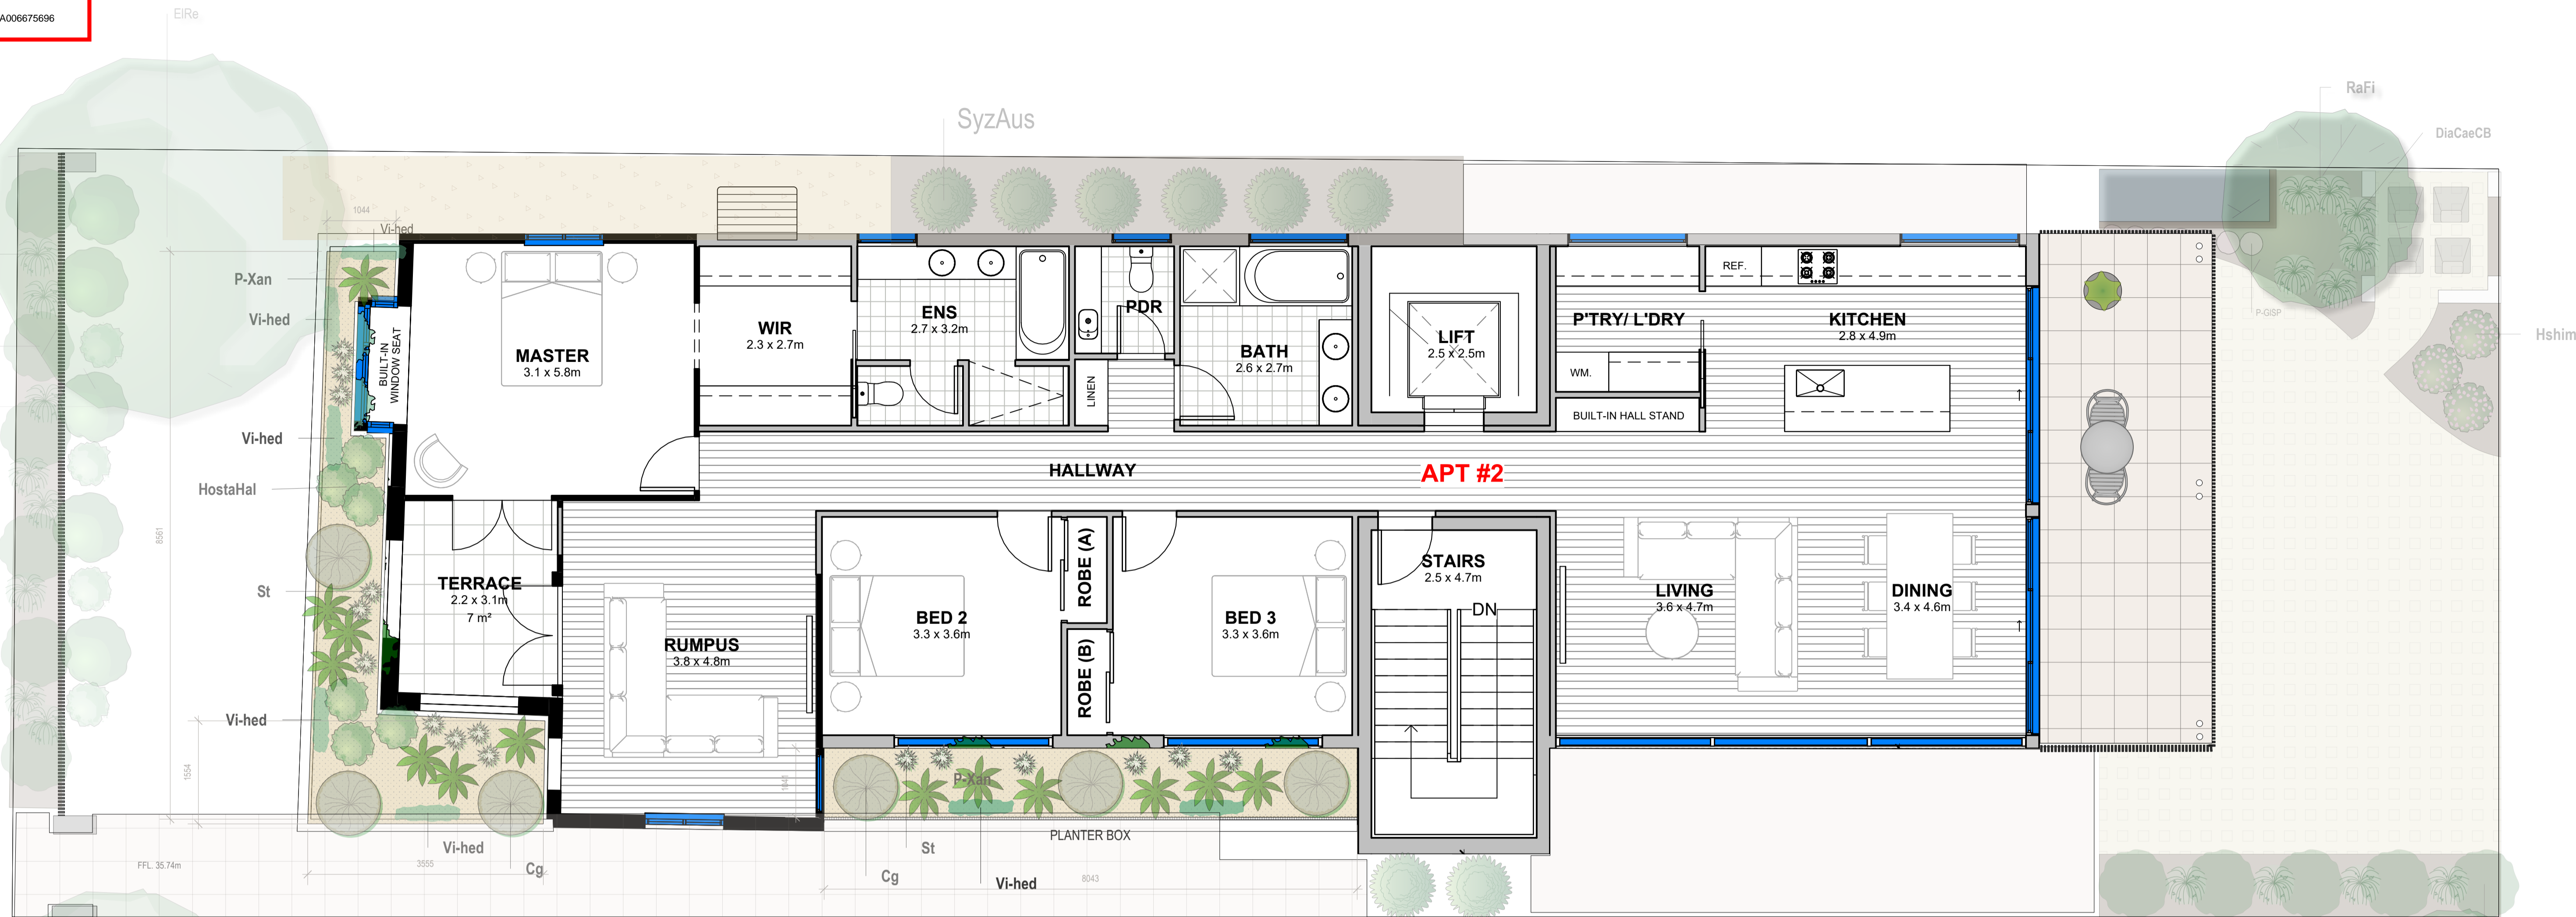 A006675696
ElRe
RaFi
SyzAus
DiaCaeCB
1044
Vi-hed
P-Xan
Vi-hed
BUILT-IN
WINDOW SEAT
MASTER
3.1 x 5.8m
WIR
2.3 x 2.7m
ENS
2.7 x 3.2m
PDR
LINEN
BATH
2.6 x 2.7m
LIFT
2.5 x 2.5m
P'TRY/ L'DRY
WM.
BUILT-IN HALL STAND
REF.
KITCHEN
2.8 x 4.9m
P-GISP
Hshim
Vi-hed
HostaHal
HALLWAY
APT #2
8561
St
TERRACE
2.2 x 3.1m
7 m²
RUMPUS
3.8 x 4.8m
BED 2
3.3 x 3.6m
ROBE (A)
ROBE (B)
BED 3
3.3 x 3.6m
STAIRS
2.5 x 4.7m
DN
LIVING
3.6 x 4.7m
DINING
3.4 x 4.6m
Vi-hed
1554
1041
P-Xan
PLANTER BOX
FFL. 35.74m
Vi-hed
3555
Cg
St
Cg
Vi-hed
8043